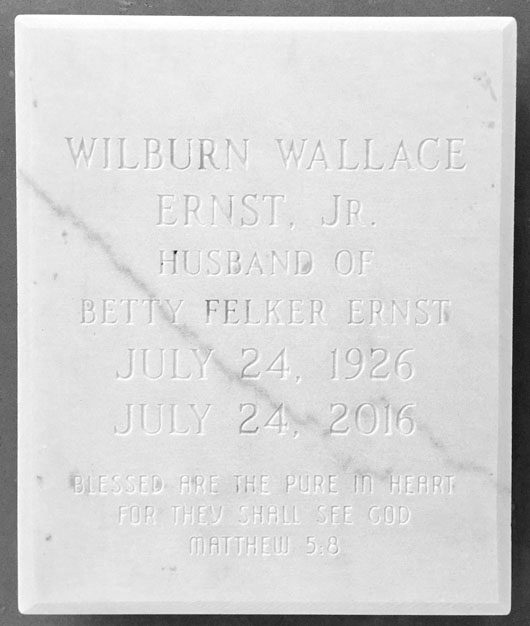 WILBURN WALLACE
ERNST, JR.
HUSBAND OF
BETTY FELKER ERNST
JULY 24, 1926
JULY 24, 2016
BLESSED ARE THE PURE IN HEART
FOR THEY SHALL SEE GOD
MATTHEW 5:8